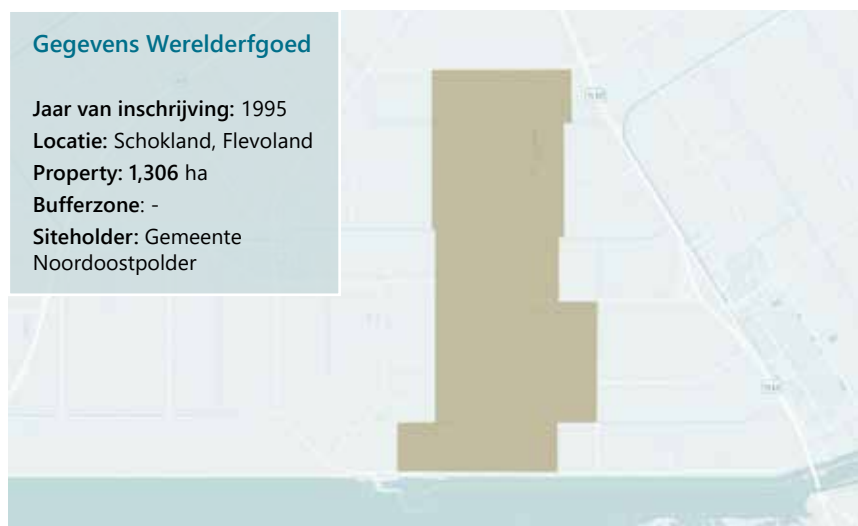 Gegevens Werelderfgoed
Jaar van inschrijving: 1995
Locatie: Schokland, Flevoland
Property: 1,306 ha
Bufferzone: -
Siteholder: Gemeente
Noordoostpolder